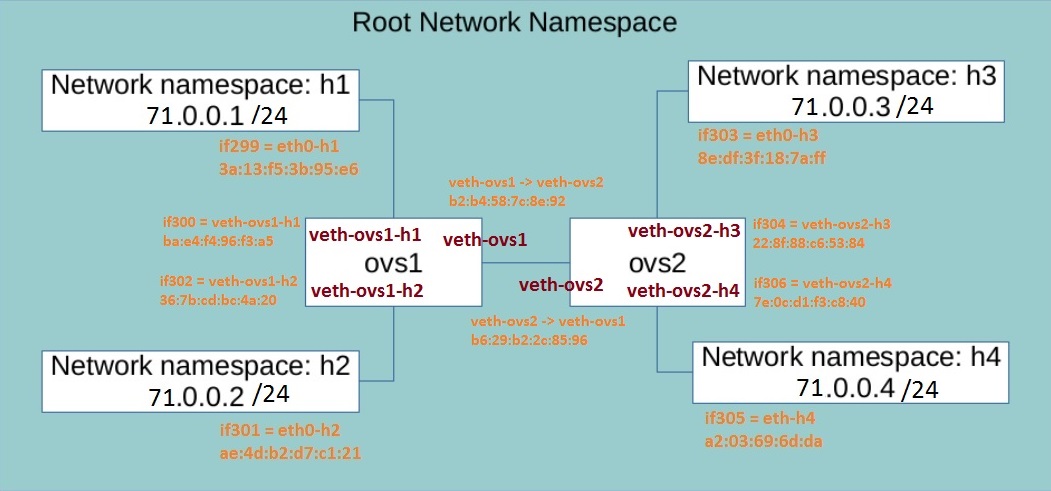 Root Network Namespace
Network namespace: h1
71.0.0.1 /24
if299 = eth0-h1
3a:13:f5:3b:95:e6
Network namespace: h3
71.0.0.3 /24
if303 = eth0-h3
8e:df:3f:18:7a:ff
veth-ovs1 -> veth-ovs2
b2:b4:58:7c:8e:92
if300 = veth-ovs1-h1
ba:e4:f4:96:f3:a5
if302 = veth-ovs1-h2
36:7b:cd:bc:4a:20
veth-ovs1-h1
veth-ovs1
ovs1
veth-ovs1-h2
veth-ovs2-h3
ovs2
veth-ovs2
veth-ovs2-h4
if304 = veth-ovs2-h3
22:8f:88:c6:53:84
if306 = veth-ovs2-h4
7e:0c:d1:f3:c8:40
veth-ovs2 -> veth-ovs1
b6:29:b2:2c:85:96
Network namespace: h2
71.0.0.2 /24
if301 = eth0-h2
ae:4d:b2:d7:c1:21
Network namespace: h4
71.0.0.4 /24
if305 = eth-h4
a2:03:69:6d:da